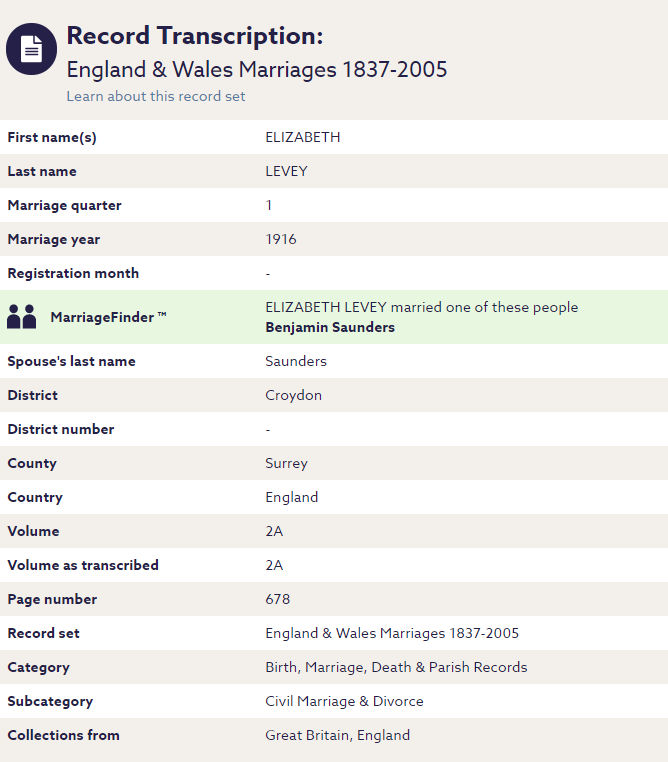 Record Transcription:
England & Wales Marriages 1837-2005
Learn about this record set
First name(s) ELIZABETH
Last name LEVEY
Marriage quarter 1
Marriage year 1916
Registration month -
MarriageFinder ™ ELIZABETH LEVEY married one of these people
Benjamin Saunders
Spouse's last name Saunders
District Croydon
District number -
County Surrey
Country England
Volume 2A
Volume as transcribed 2A
Page number 678
Record set England & Wales Marriages 1837-2005
Category Birth, Marriage, Death & Parish Records
Subcategory Civil Marriage & Divorce
Collections from Great Britain, England